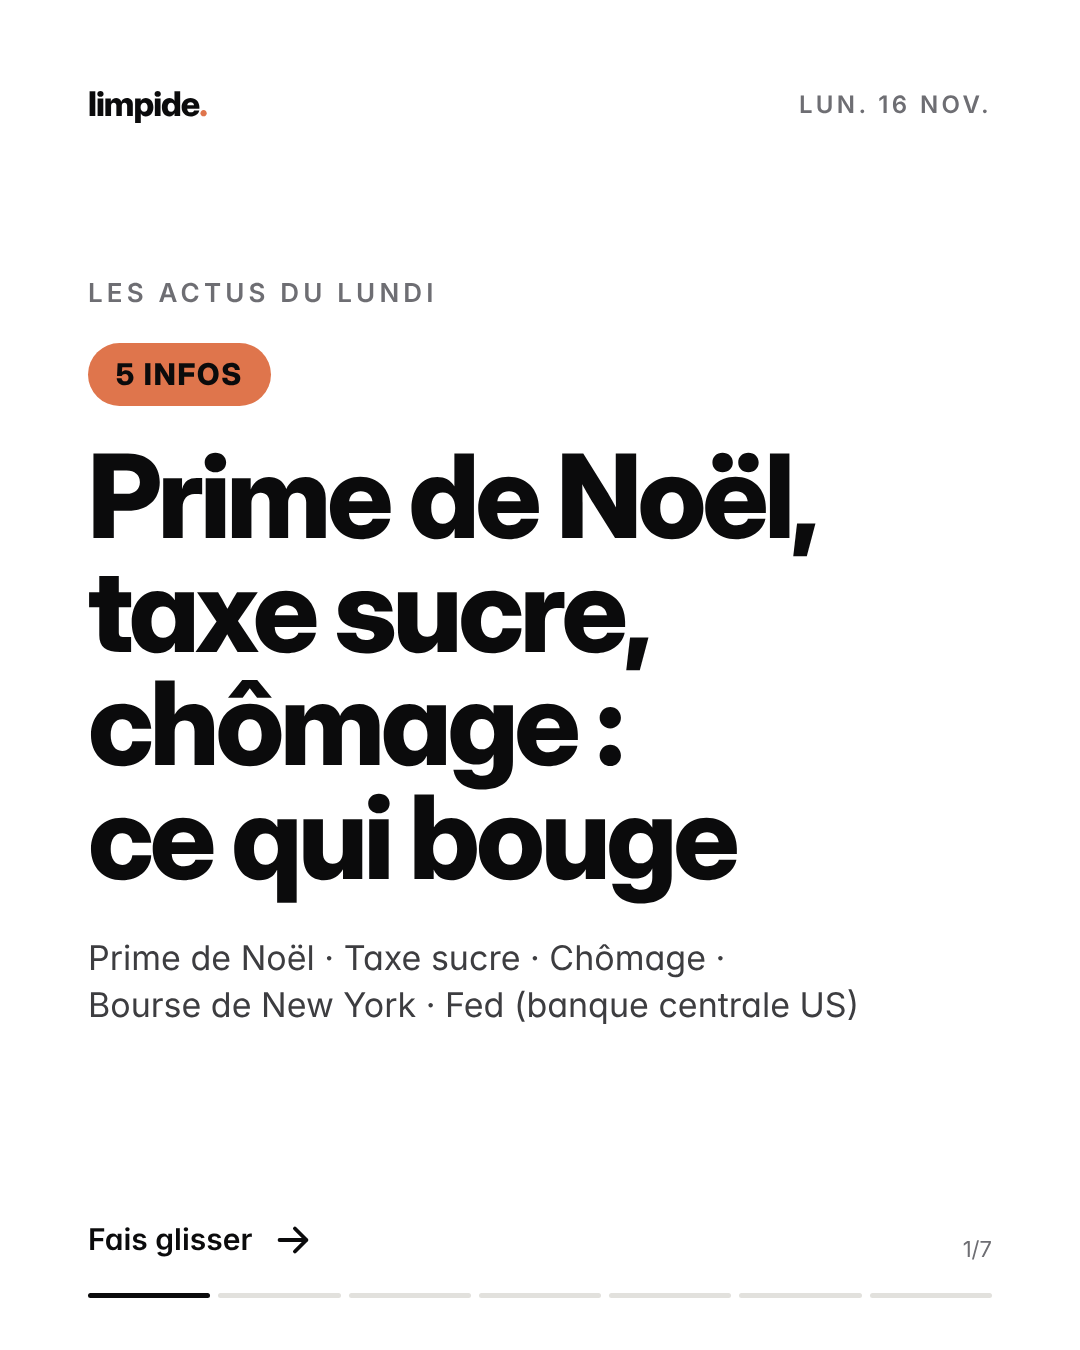 limpide.
LUN. 16 NOV.
LES ACTUS DU LUNDI
5 INFOS
Prime de Noël,
taxe sucre,
chômage :
ce qui bouge
Prime de Noël · Taxe sucre · Chômage ·
Bourse de New York · Fed (banque centrale US)
Fais glisser →
1/7